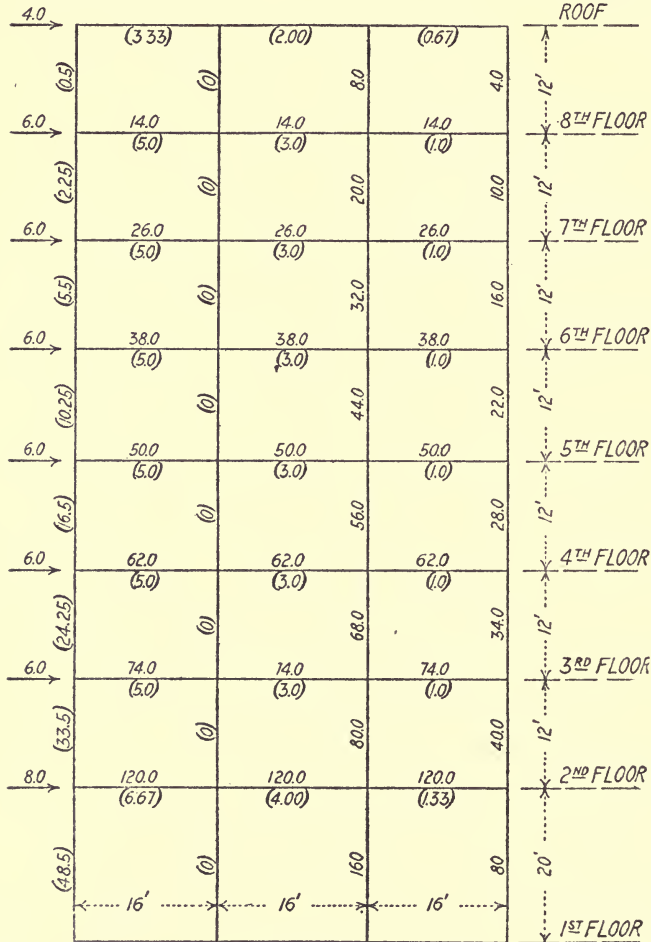 4.0 ROOF
(3.33) (2.00) (0.67)
(0.5) (0) 8.0 4.0 12'
6.0 14.0 14.0 14.0 8TH FLOOR
(5.0) (3.0) (1.0)
(2.25) (0) 20.0 10.0 12'
6.0 26.0 26.0 26.0 7TH FLOOR
(5.0) (3.0) (1.0)
(5.5) (0) 32.0 16.0 12'
6.0 38.0 38.0 38.0 6TH FLOOR
(5.0) (3.0) (1.0)
(10.25) (0) 44.0 22.0 12'
6.0 50.0 50.0 50.0 5TH FLOOR
(5.0) (3.0) (1.0)
(16.5) (0) 56.0 28.0 12'
6.0 62.0 62.0 62.0 4TH FLOOR
(5.0) (3.0) (1.0)
(24.25) (0) 68.0 34.0 12'
6.0 74.0 74.0 74.0 3RD FLOOR
(5.0) (3.0) (1.0)
(33.5) (0) 80.0 40.0 12'
8.0 120.0 120.0 120.0 2ND FLOOR
(6.67) (4.00) (1.33)
(48.5) (0) 160 80 20'
16' 16' 16'
1ST FLOOR